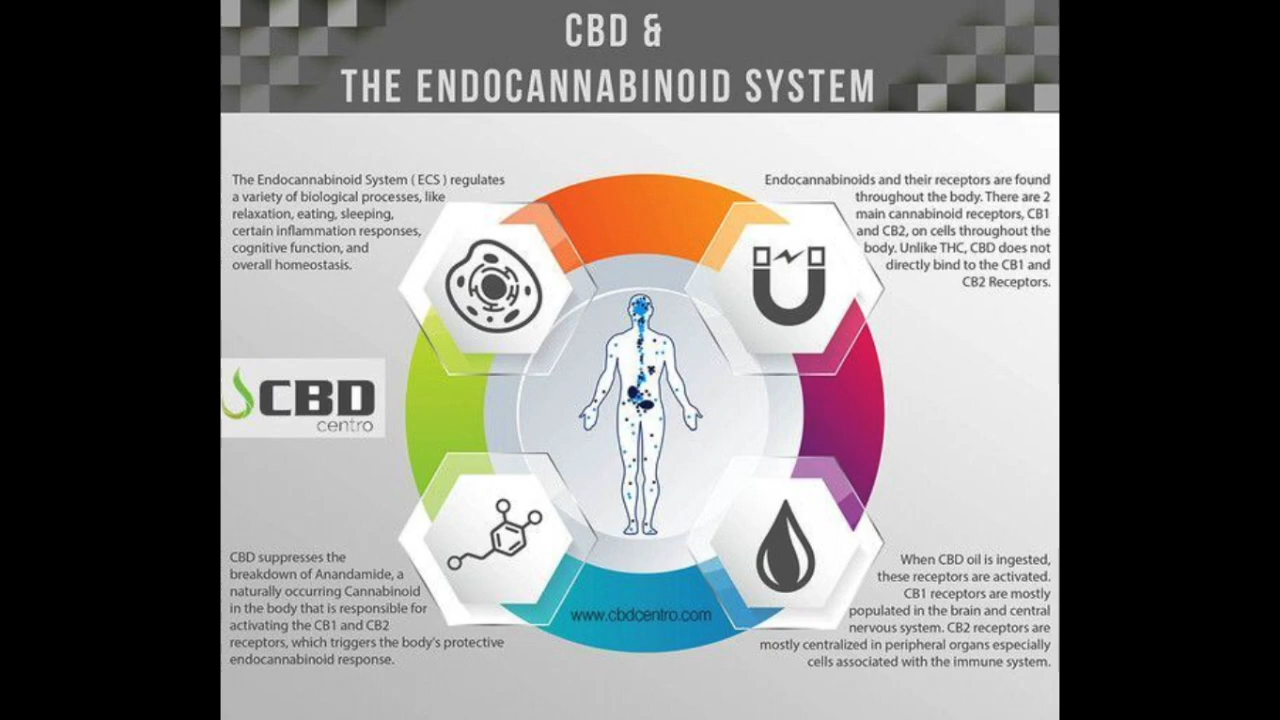 CBD &
THE ENDOCANNABINOID SYSTEM
The Endocannabinoid System ( ECS ) regulates
a variety of biological processes, like
relaxation, eating, sleeping,
certain inflammation responses,
cognitive function, and
overall homeostasis.
Endocannabinoids and their receptors are found
throughout the body. There are 2
main cannabinoid receptors, CB1
and CB2, on cells throughout the
body. Unlike THC, CBD does not
directly bind to the CB1 and
CB2 Receptors.
CBD
centro
CBD suppresses the
breakdown of Anandamide, a
naturally occurring Cannabinoid
in the body that is responsible for
activating the CB1 and CB2
receptors, which triggers the body's protective
endocannabinoid response.
www.cbdcentro.com
When CBD oil is ingested,
these receptors are activated.
CB1 receptors are mostly
populated in the brain and central
nervous system. CB2 receptors are
mostly centralized in peripheral organs especially
cells associated with the immune system.